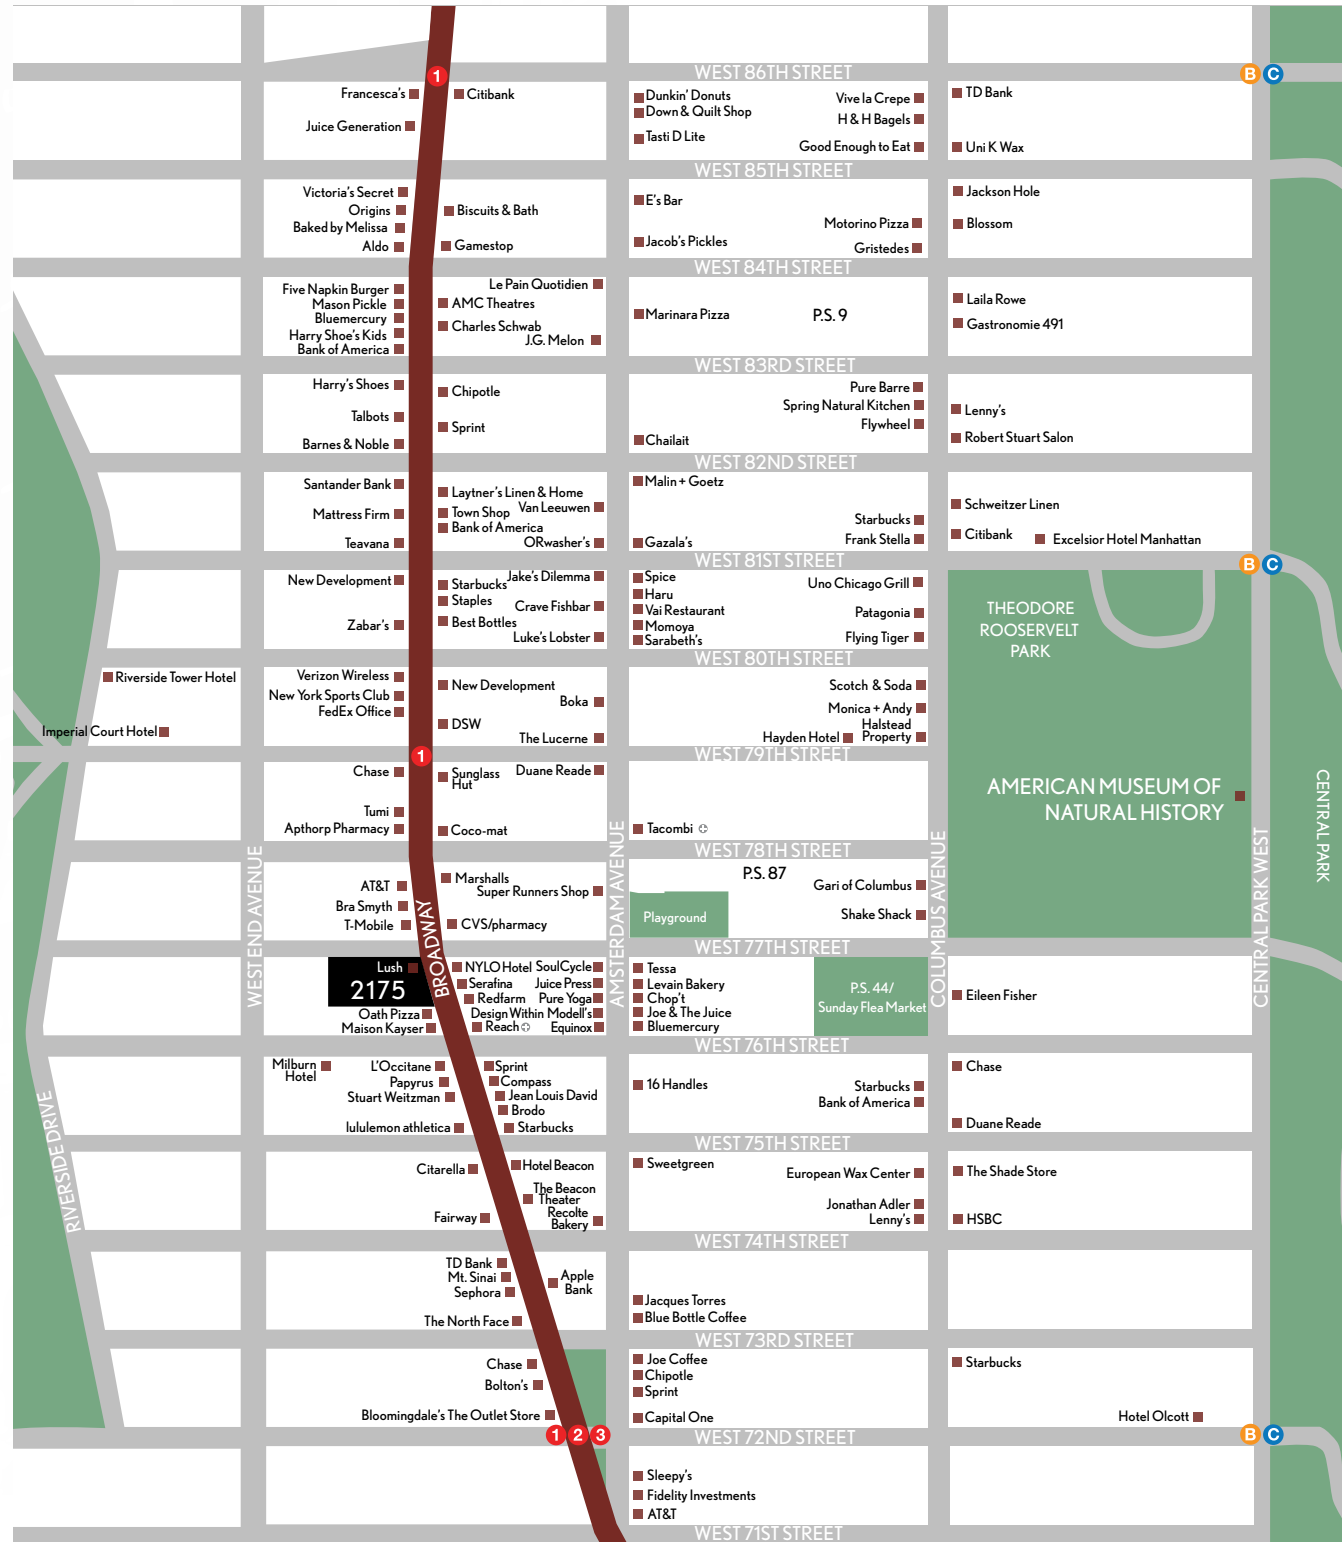 WEST 86TH STREET
1
B C
Francesca's
Citibank
Juice Generation
Dunkin' Donuts
Down & Quilt Shop
Tasti D Lite
Vive la Crepe
H & H Bagels
Good Enough to Eat
TD Bank
Uni K Wax
WEST 85TH STREET
Victoria's Secret
Origins
Baked by Melissa
Aldo
Biscuits & Bath
Gamestop
E's Bar
Jacob's Pickles
Motorino Pizza
Gristedes
Jackson Hole
Blossom
WEST 84TH STREET
Five Napkin Burger
Mason Pickle
Bluemercury
Harry Shoe's Kids
Bank of America
Le Pain Quotidien
AMC Theatres
Charles Schwab
J.G. Melon
Marinara Pizza
P.S. 9
Laila Rowe
Gastronomie 491
WEST 83RD STREET
Harry's Shoes
Talbots
Barnes & Noble
Chipotle
Sprint
Chailait
Pure Barre
Spring Natural Kitchen
Flywheel
Lenny's
Robert Stuart Salon
WEST 82ND STREET
Santander Bank
Mattress Firm
Teavana
Laytner's Linen & Home
Town Shop
Van Leeuwen
Bank of America
ORwasher's
Malin + Goetz
Gazala's
Starbucks
Frank Stella
Schweitzer Linen
Citibank
Excelsior Hotel Manhattan
WEST 81ST STREET
B C
New Development
Zabar's
Jake's Dilemma
Starbucks
Staples
Crave Fishbar
Best Bottles
Luke's Lobster
Spice
Haru
Vai Restaurant
Momoya
Sarabeth's
Uno Chicago Grill
Patagonia
Flying Tiger
THEODORE
ROOSERVELT
PARK
WEST 80TH STREET
Riverside Tower Hotel
Imperial Court Hotel
Verizon Wireless
New York Sports Club
FedEx Office
New Development
Boka
DSW
The Lucerne
Scotch & Soda
Monica + Andy
Halstead
Property
Hayden Hotel
WEST 79TH STREET
1
Chase
Tumi
Apthorp Pharmacy
Sunglass
Hut
Duane Reade
Coco-mat
Tacombi
AMERICAN MUSEUM OF
NATURAL HISTORY
CENTRAL PARK
WEST 78TH STREET
WEST END AVENUE
BROADWAY
AMSTERDAM AVENUE
COLUMBUS AVENUE
CENTRAL PARK WEST
AT&T
Bra Smyth
T-Mobile
Marshalls
Super Runners Shop
CVS/pharmacy
P.S. 87
Playground
Gari of Columbus
Shake Shack
WEST 77TH STREET
Lush
2175
Oath Pizza
Maison Kayser
NYLO Hotel
SoulCycle
Serafina
Juice Press
Redfarm
Pure Yoga
Design Within
Modell's
Reach
Equinox
Tessa
Levain Bakery
Chop't
Joe & The Juice
Bluemercury
P.S. 44/
Sunday Flea Market
Eileen Fisher
WEST 76TH STREET
Milburn
Hotel
L'Occitane
Papyrus
Stuart Weitzman
lululemon athletica
Sprint
Compass
Jean Louis David
Brodo
Starbucks
16 Handles
Starbucks
Bank of America
Chase
Duane Reade
WEST 75TH STREET
RIVERSIDE DRIVE
Citarella
Fairway
Hotel Beacon
The Beacon
Theater
Recolte
Bakery
Sweetgreen
European Wax Center
Jonathan Adler
Lenny's
The Shade Store
HSBC
WEST 74TH STREET
TD Bank
Mt. Sinai
Sephora
The North Face
Apple
Bank
Jacques Torres
Blue Bottle Coffee
WEST 73RD STREET
Chase
Bolton's
Bloomingdale's The Outlet Store
Joe Coffee
Chipotle
Sprint
Capital One
Starbucks
Hotel Olcott
1 2 3
WEST 72ND STREET
B C
Sleepy's
Fidelity Investments
AT&T
WEST 71ST STREET